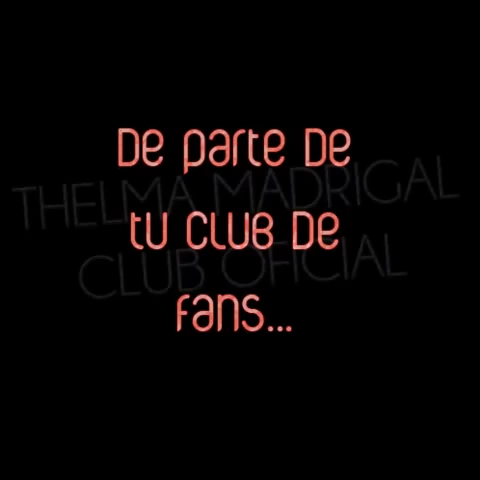 De parte De
THELMA MADRIGAL
tu CLUB De
CLUB OFICIAL
fans...